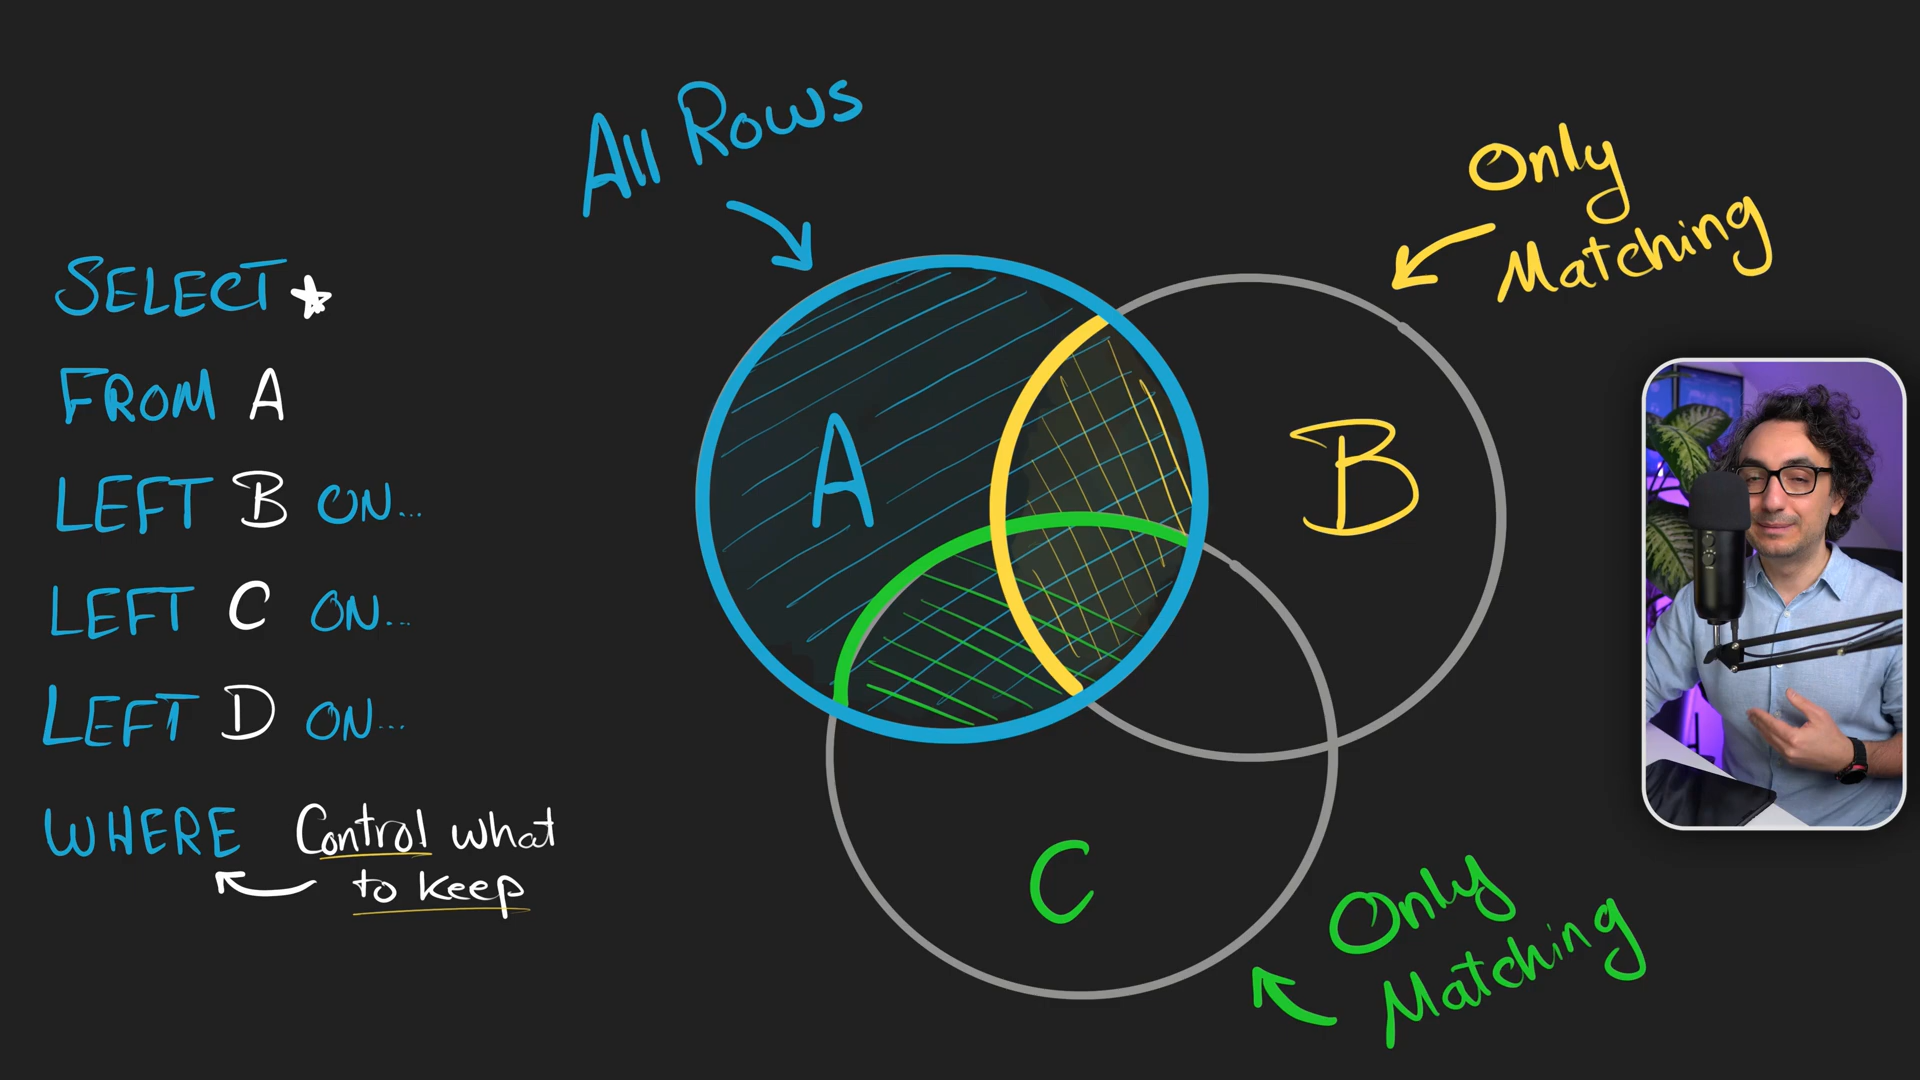 SELECT *
FROM A
LEFT B ON...
LEFT C ON...
LEFT D ON...
WHERE Control what
to keep
All Rows
Only
Matching
A
B
C
Only
Matching